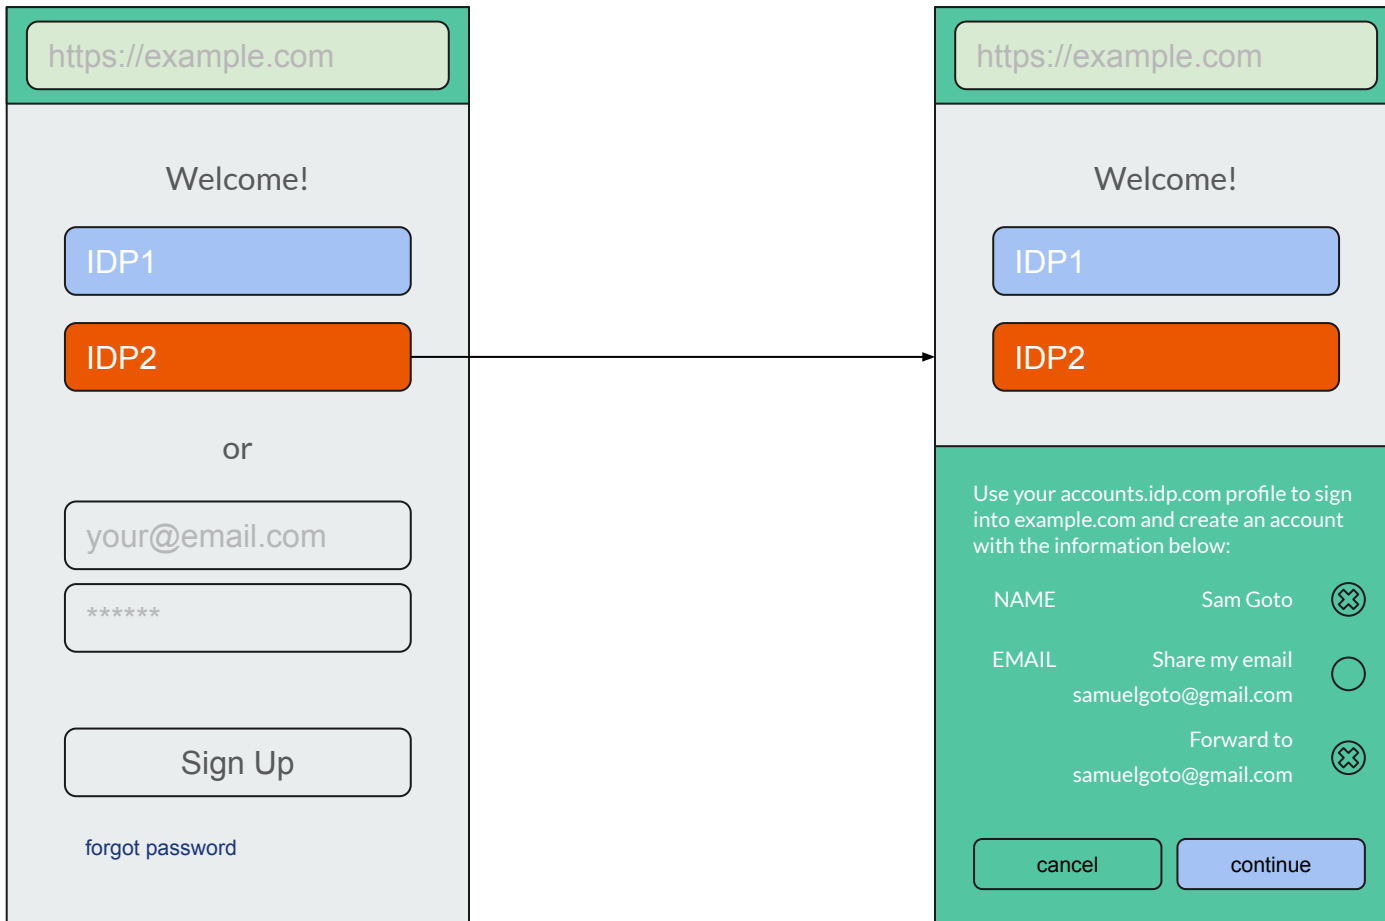 https://example.com
Welcome!
IDP1
IDP2
or
your@email.com
******
Sign Up
forgot password
https://example.com
Welcome!
IDP1
IDP2
Use your accounts.idp.com profile to sign
into example.com and create an account
with the information below:
NAME Sam Goto
EMAIL Share my email
samuelgoto@gmail.com
Forward to
samuelgoto@gmail.com
cancel continue